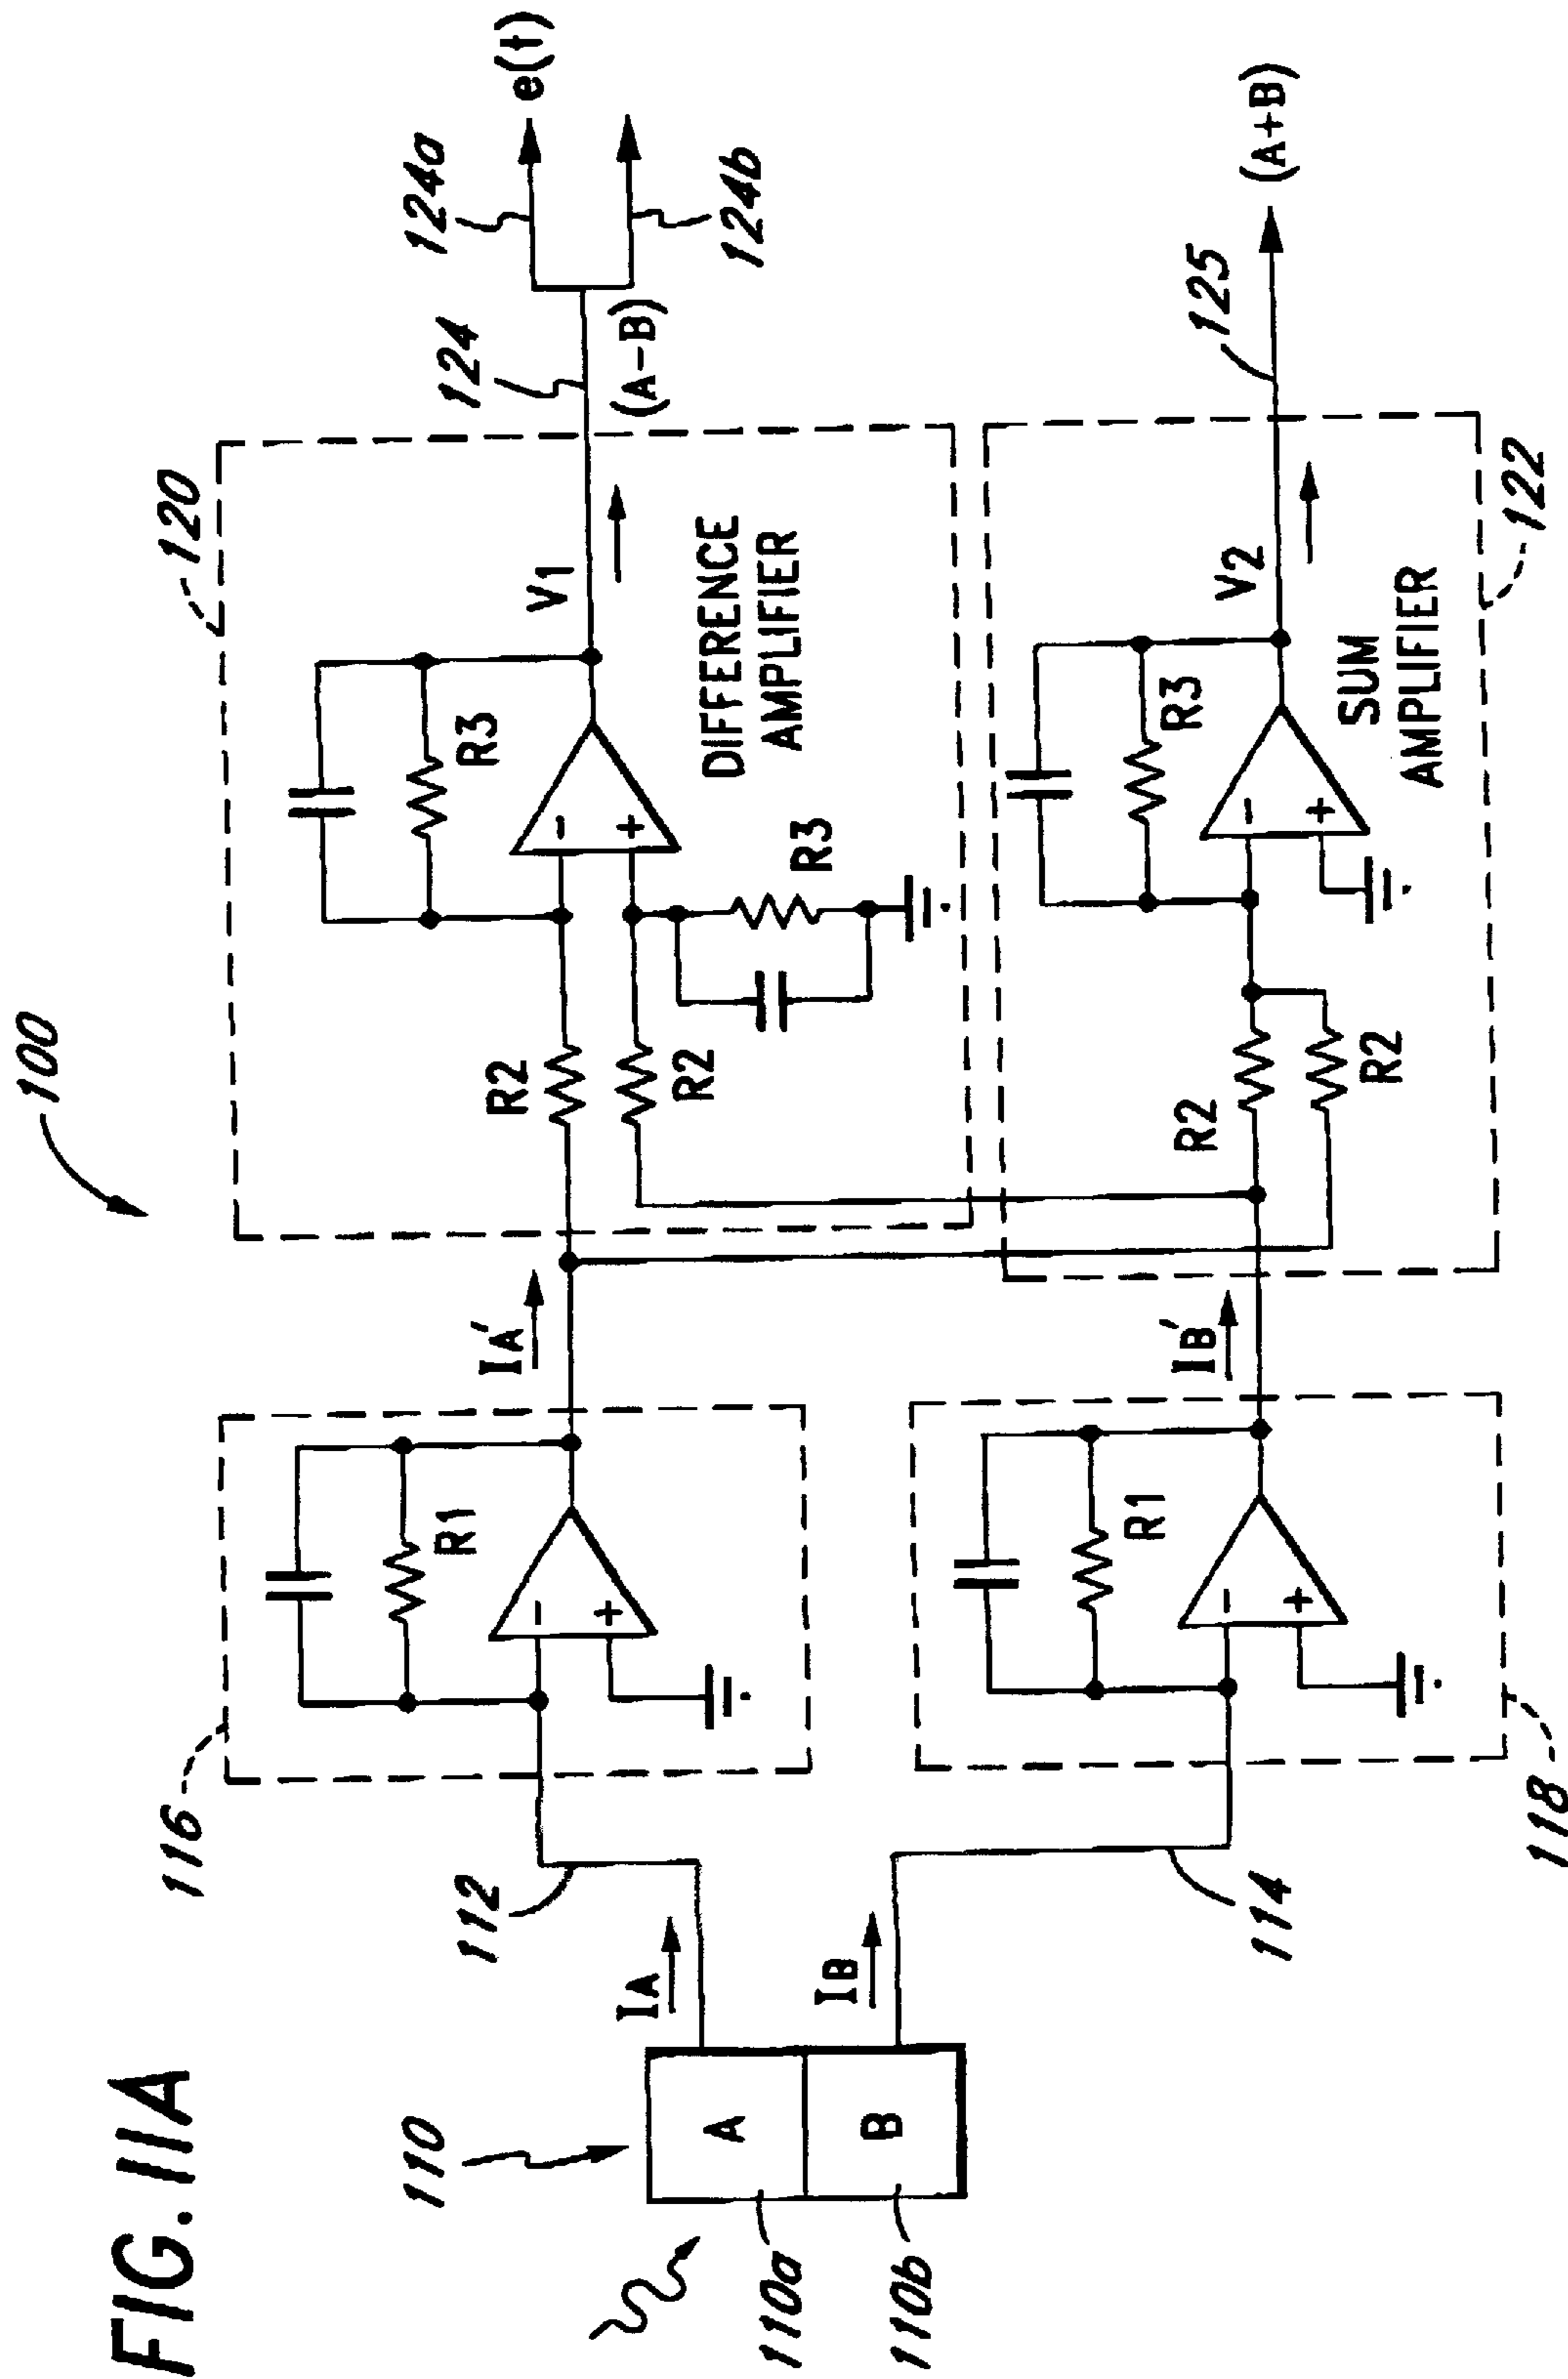 FIG. 11A
100
110
A
B
110a
110b
IA
IB
112
114
116
R1
-
+
118
R1
-
+
IA'
IB'
120
R2
R2
R3
-
+
R3
V1
DIFFERENCE
AMPLIFIER
122
R2
R2
R3
-
+
V2
SUM
AMPLIFIER
124
(A-B)
124a
e(t)
124b
125
(A+B)